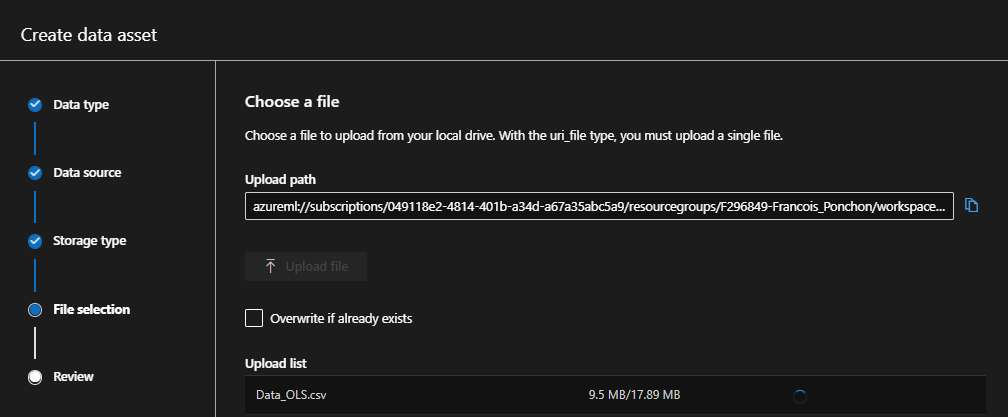 Create data asset
Data type
Data source
Storage type
File selection
Review
Choose a file
Choose a file to upload from your local drive. With the uri_file type, you must upload a single file.
Upload path
azureml://subscriptions/049118e2-4814-401b-a34d-a67a35abc5a9/resourcegroups/F296849-Francois_Ponchon/workspace...
Upload file
Overwrite if already exists
Upload list
Data_OLS.csv 9.5 MB/17.89 MB